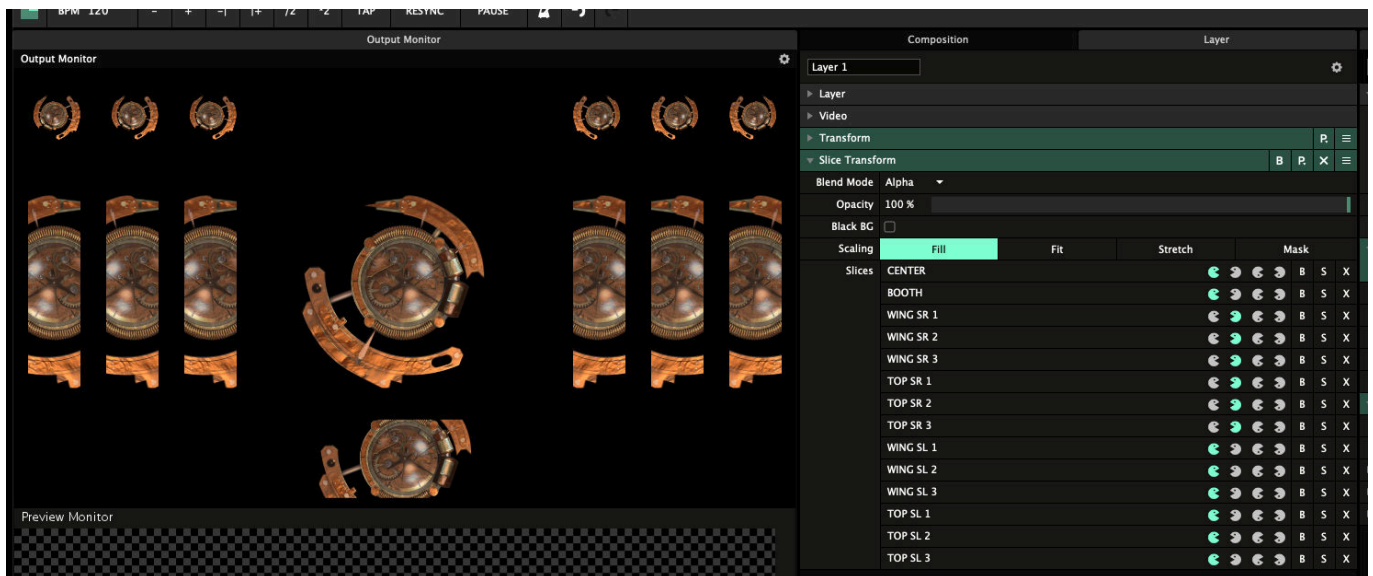 BPM 120 - + -| |+ /2 *2 TAP RESYNC PAUSE
Output Monitor
Composition Layer
Output Monitor
Layer 1
Layer
Video
Transform P.
Slice Transform B P. X
Blend Mode Alpha
Opacity 100 %
Black BG
Scaling Fill Fit Stretch Mask
Slices CENTER B S X
BOOTH B S X
WING SR 1 B S X
WING SR 2 B S X
WING SR 3 B S X
TOP SR 1 B S X
TOP SR 2 B S X
TOP SR 3 B S X
WING SL 1 B S X
WING SL 2 B S X
WING SL 3 B S X
Preview Monitor
TOP SL 1 B S X
TOP SL 2 B S X
TOP SL 3 B S X